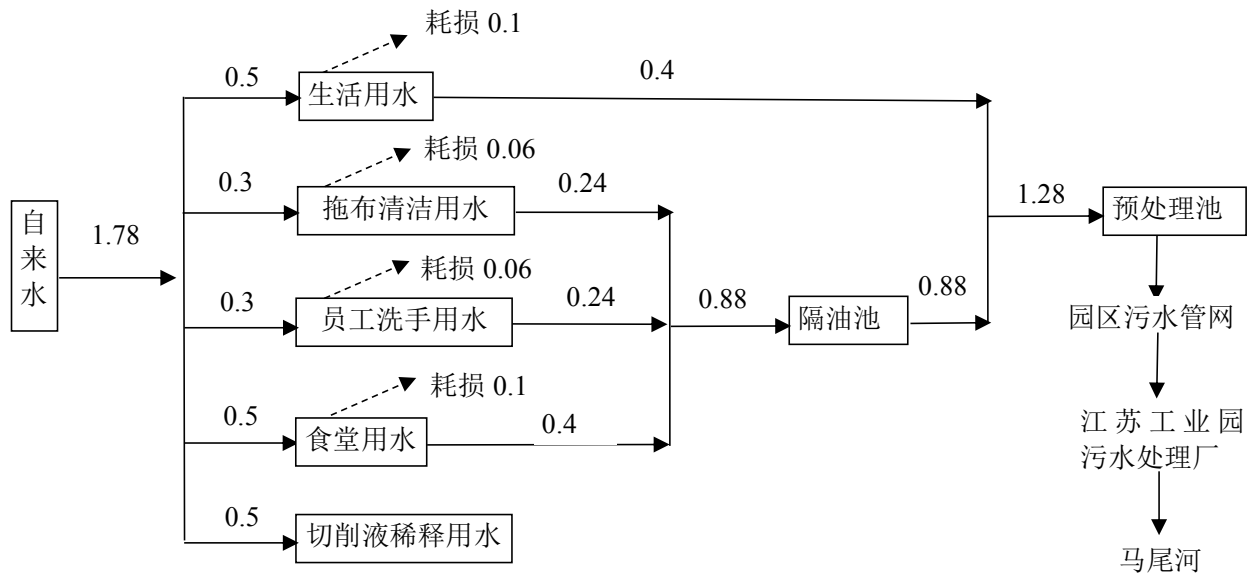 耗损 0.1
0.5
生活用水
0.4
耗损 0.06
0.3
拖布清洁用水
0.24
自来水
1.78
耗损 0.06
0.3
员工洗手用水
0.24
0.88
隔油池
0.88
1.28
预处理池
园区污水管网
耗损 0.1
0.5
食堂用水
0.4
江苏工业园
污水处理厂
0.5
切削液稀释用水
马尾河